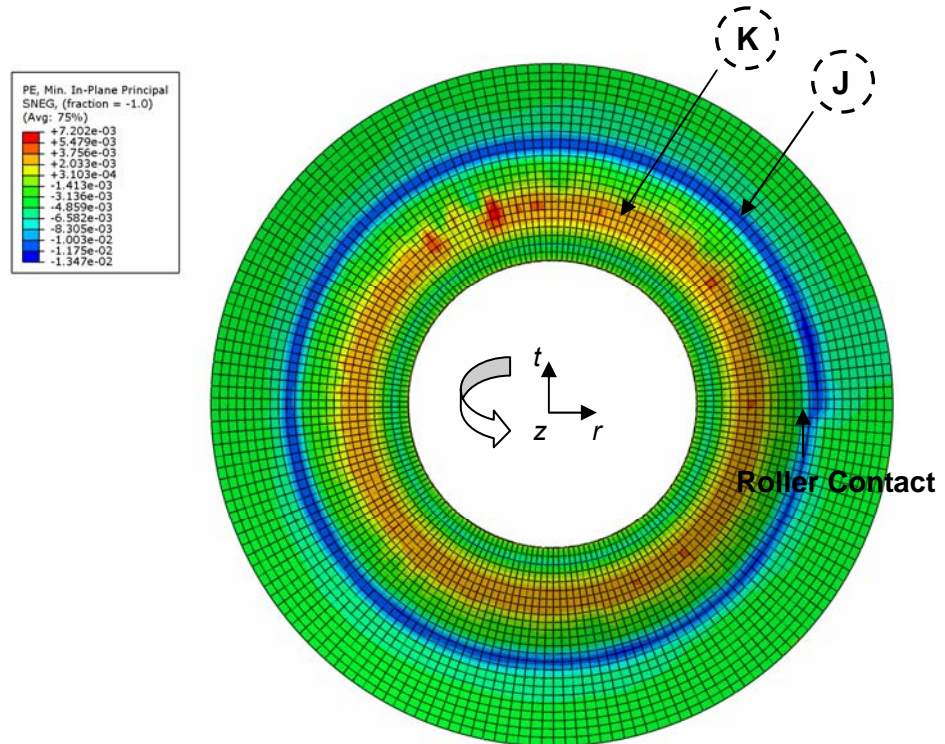 K
J
PE, Min. In-Plane Principal
SNEG, (fraction = -1.0)
(Avg: 75%)
+7.202e-03
+5.479e-03
+3.756e-03
+2.033e-03
+3.103e-04
-1.413e-03
-3.136e-03
-4.859e-03
-6.582e-03
-8.305e-03
-1.003e-02
-1.175e-02
-1.347e-02
t
z r
Roller Contact